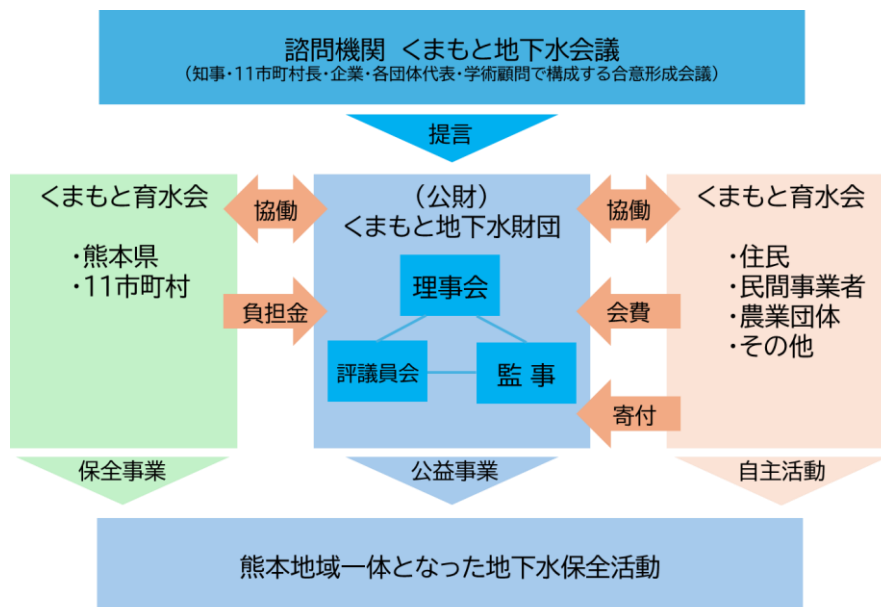 諮問機関 くまもと地下水会議
（知事・11市町村長・企業・各団体代表・学術顧問で構成する合意形成会議）
提言
くまもと育水会
・熊本県
・11市町村
協働
負担金
（公財）
くまもと地下水財団
理事会
評議員会
監 事
協働
会費
寄付
くまもと育水会
・住民
・民間事業者
・農業団体
・その他
保全事業
公益事業
自主活動
熊本地域一体となった地下水保全活動